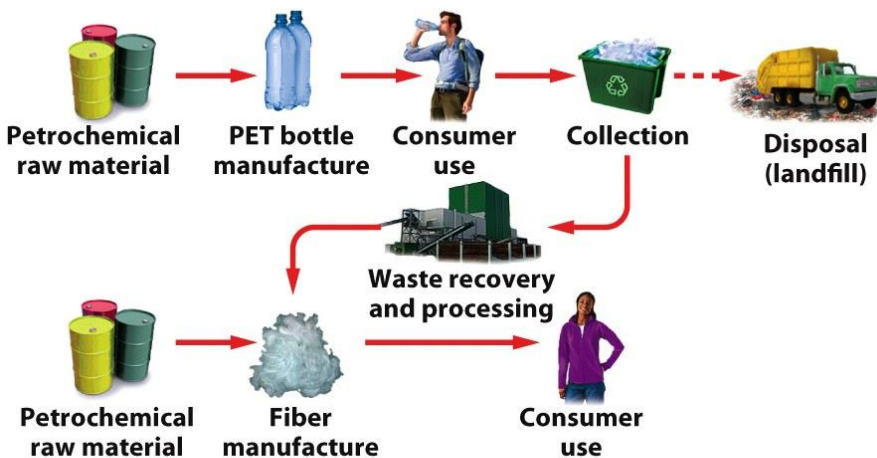 Petrochemical
raw material
PET bottle
manufacture
Consumer
use
Collection
Disposal
(landfill)
Waste recovery
and processing
Petrochemical
raw material
Fiber
manufacture
Consumer
use